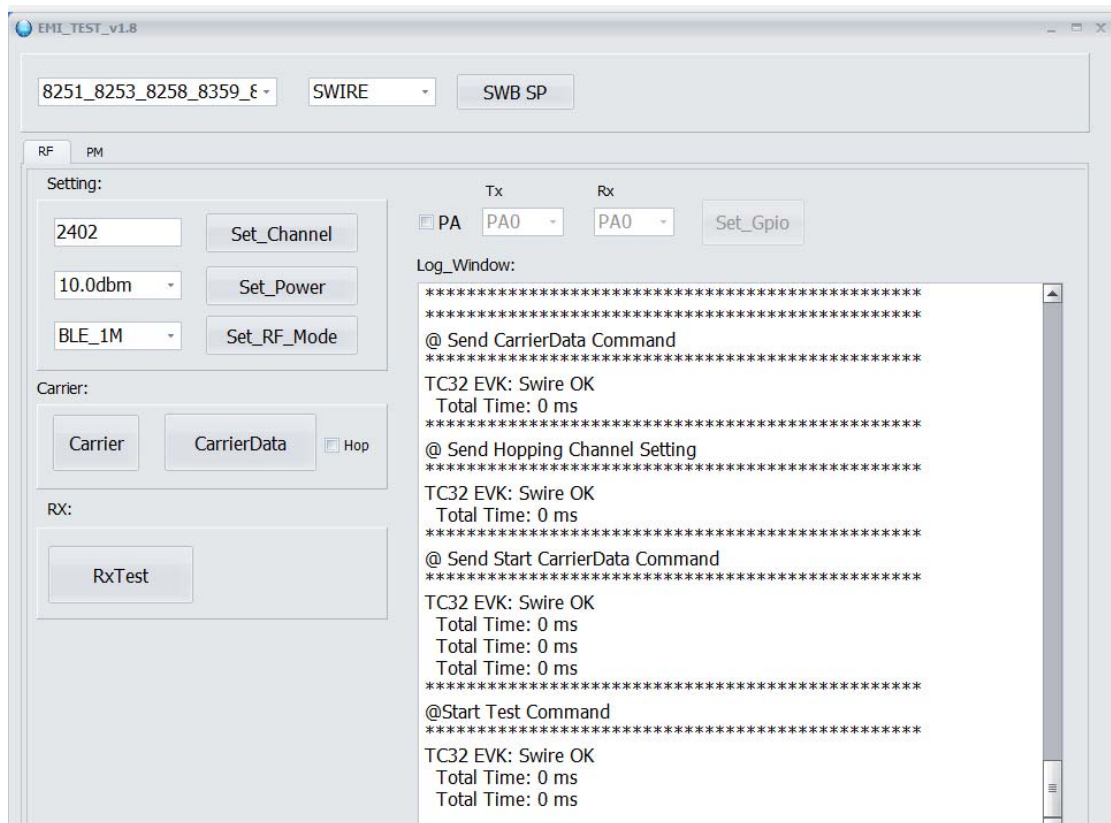 EMI_TEST_v1.8
8251_8253_8258_8359_8
SWIRE
SWB SP
RF
PM
Setting:
2402
Set_Channel
10.0dbm
Set_Power
BLE_1M
Set_RF_Mode
Carrier:
Carrier
CarrierData
Hop
RX:
RxTest
Tx
Rx
PA
PA0
PA0
Set_Gpio
Log_Window:
************************************************
************************************************
@ Send CarrierData Command
************************************************
TC32 EVK: Swire OK
Total Time: 0 ms
************************************************
@ Send Hopping Channel Setting
************************************************
TC32 EVK: Swire OK
Total Time: 0 ms
************************************************
@ Send Start CarrierData Command
************************************************
TC32 EVK: Swire OK
Total Time: 0 ms
Total Time: 0 ms
Total Time: 0 ms
************************************************
@Start Test Command
************************************************
TC32 EVK: Swire OK
Total Time: 0 ms
Total Time: 0 ms